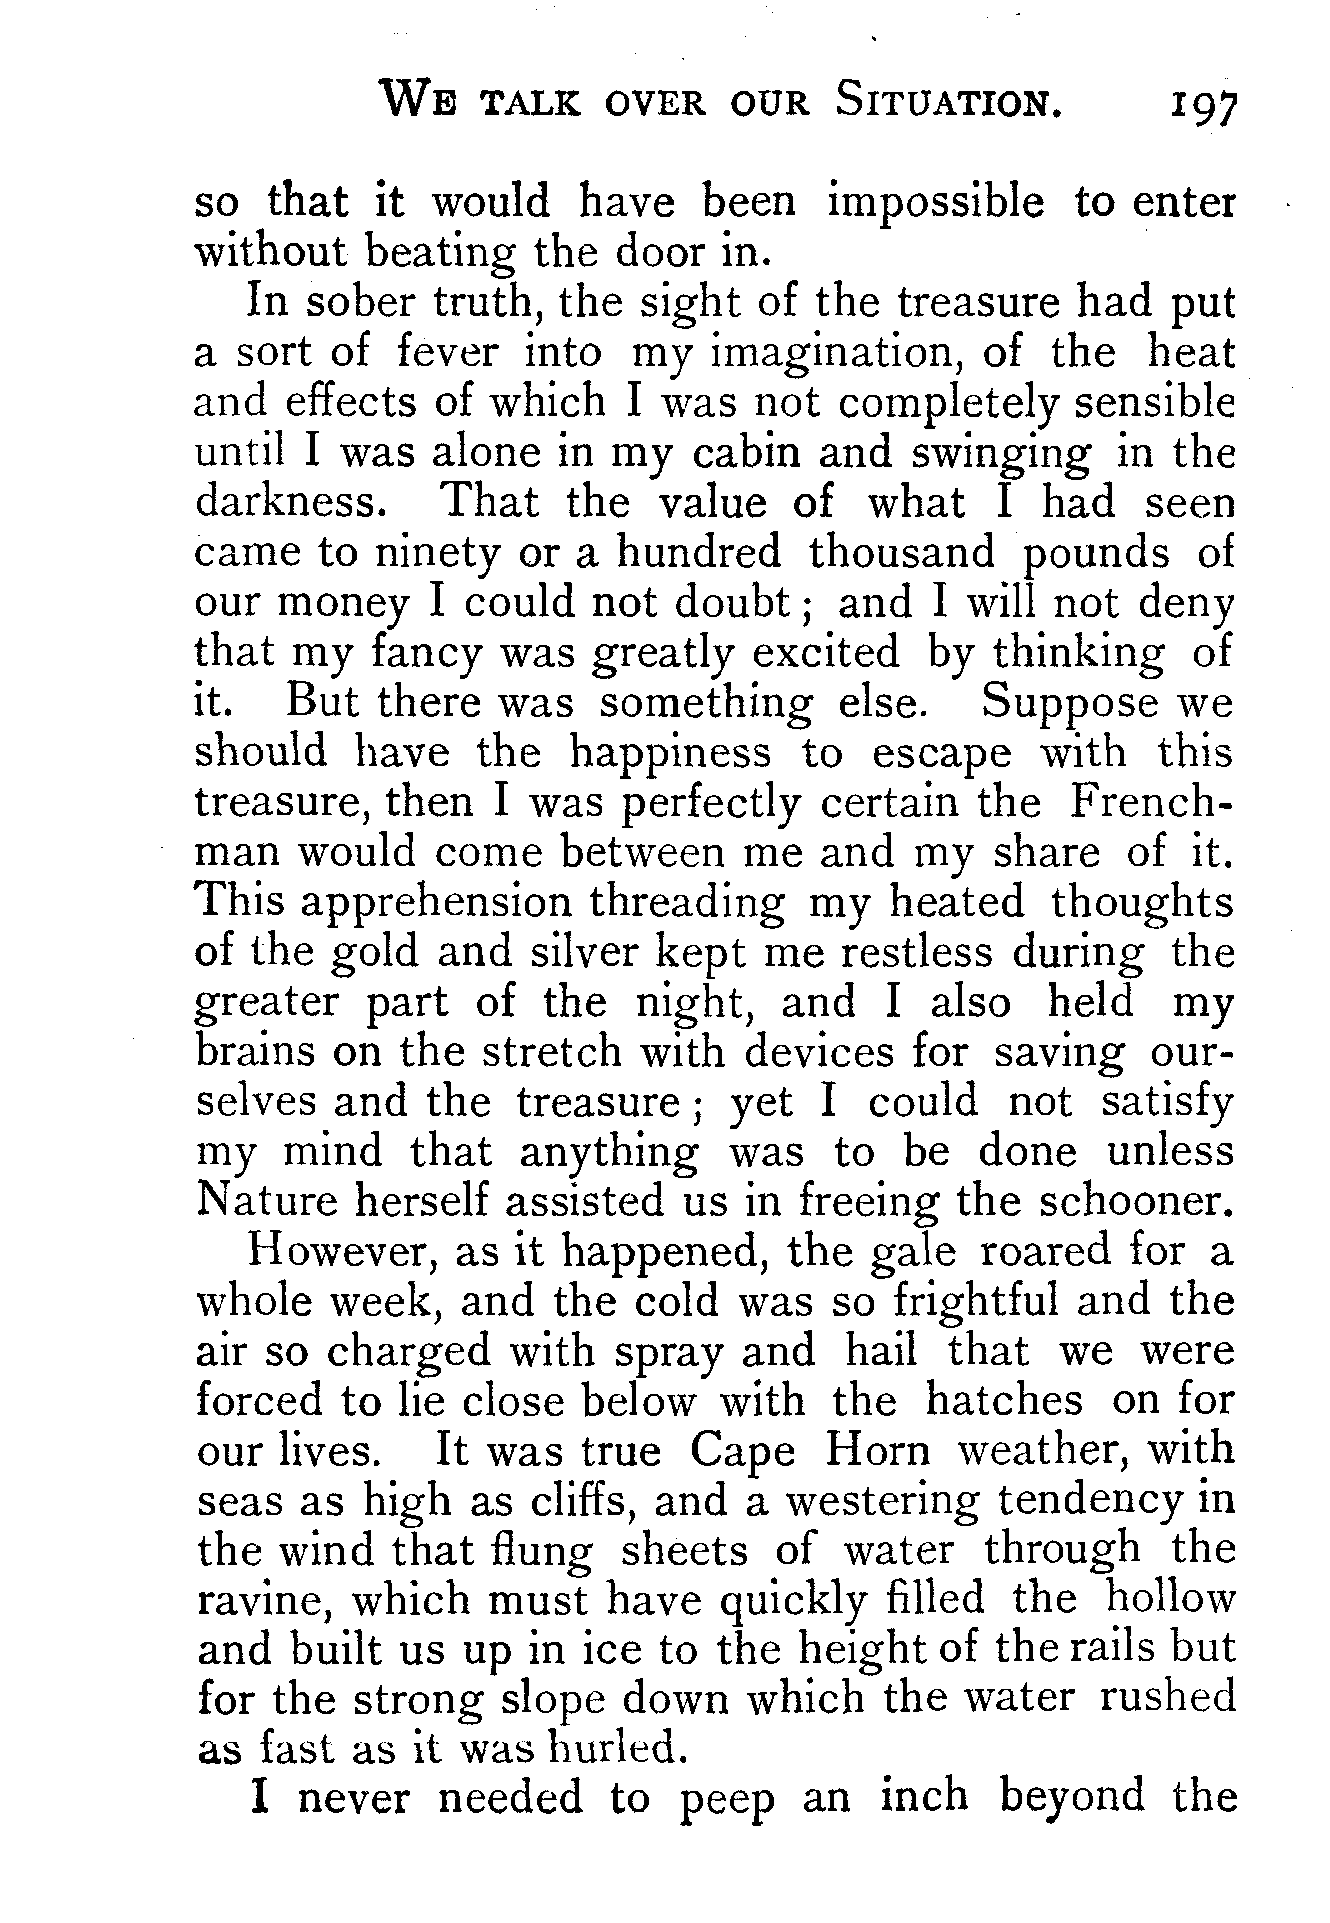 We talk over our Situation. 197
so that it would have been impossible to enter
without beating the door in.
In sober truth, the sight of the treasure had put
a sort of fever into my imagination, of the heat
and effects of which I was not completely sensible
until I was alone in my cabin and swinging in the
darkness. That the value of what I had seen
came to ninety or a hundred thousand pounds of
our money I could not doubt; and I will not deny
that my fancy was greatly excited by thinking of
it. But there was something else. Suppose we
should have the happiness to escape with this
treasure, then I was perfectly certain the French-
man would come between me and my share of it.
This apprehension threading my heated thoughts
of the gold and silver kept me restless during the
greater part of the night, and I also held my
brains on the stretch with devices for saving our-
selves and the treasure; yet I could not satisfy
my mind that anything was to be done unless
Nature herself assisted us in freeing the schooner.
However, as it happened, the gale roared for a
whole week, and the cold was so frightful and the
air so charged with spray and hail that we were
forced to lie close below with the hatches on for
our lives. It was true Cape Horn weather, with
seas as high as cliffs, and a westering tendency in
the wind that flung sheets of water through the
ravine, which must have quickly filled the hollow
and built us up in ice to the height of the rails but
for the strong slope down which the water rushed
as fast as it was hurled.
I never needed to peep an inch beyond the